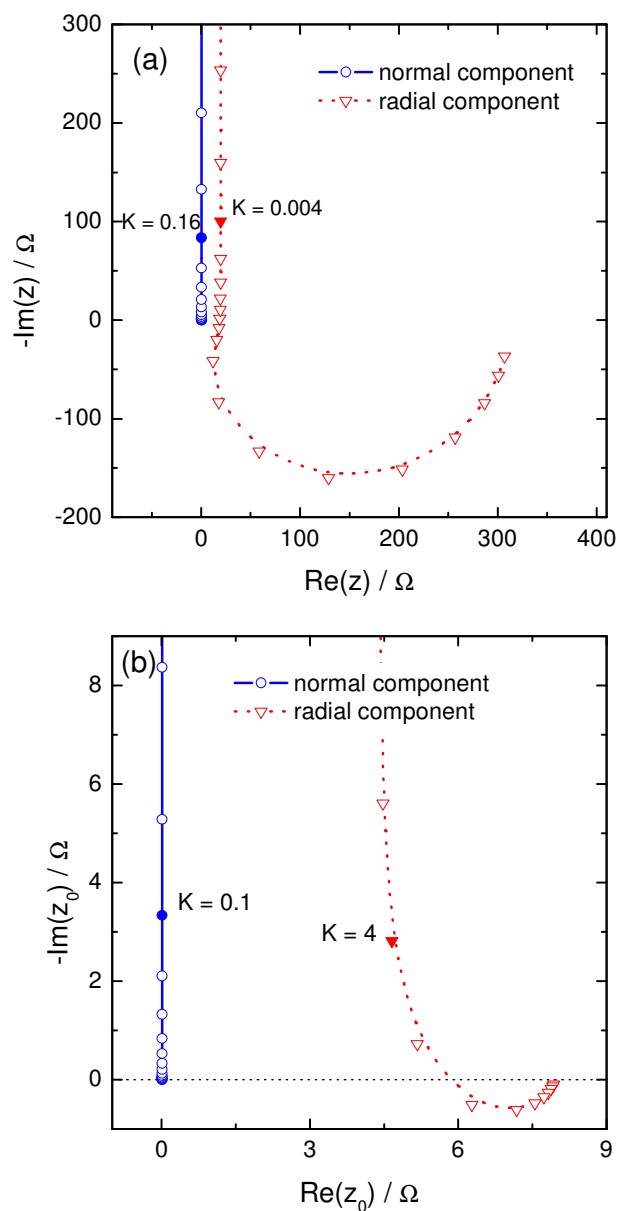 (a)
normal component
radial component
K = 0.16
K = 0.004
300
200
100
0
-100
-200
-Im(z) / Ω
0 100 200 300 400
Re(z) / Ω
(b)
normal component
radial component
K = 0.1
K = 4
8
6
4
2
0
-Im(z₀) / Ω
0 3 6 9
Re(z₀) / Ω